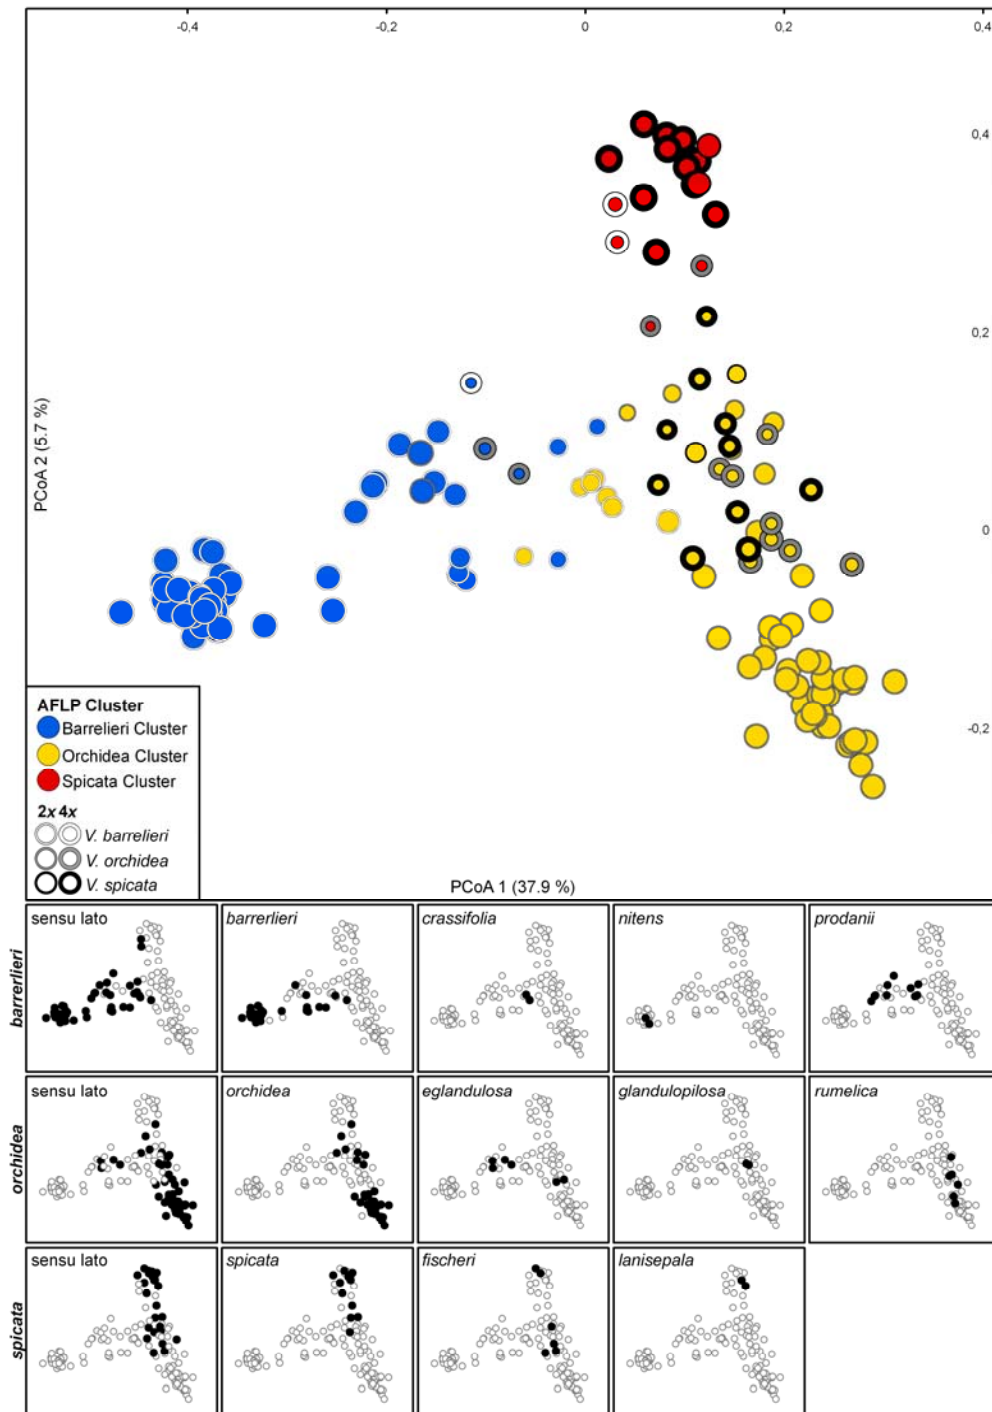 -0,4 -0,2 0 0,2 0,4
0,4
0,2
PCoA 2 (5.7 %)
0
-0,2
AFLP Cluster
Barrelieri Cluster
Orchidea Cluster
Spicata Cluster
2x 4x
V. barrelieri
V. orchidea
V. spicata
PCoA 1 (37.9 %)
barrerlieri
sensu lato barrerlieri crassifolia nitens prodanii
orchidea
sensu lato orchidea eglandulosa glandulopilosa rumelica
spicata
sensu lato spicata fischeri lanisepala